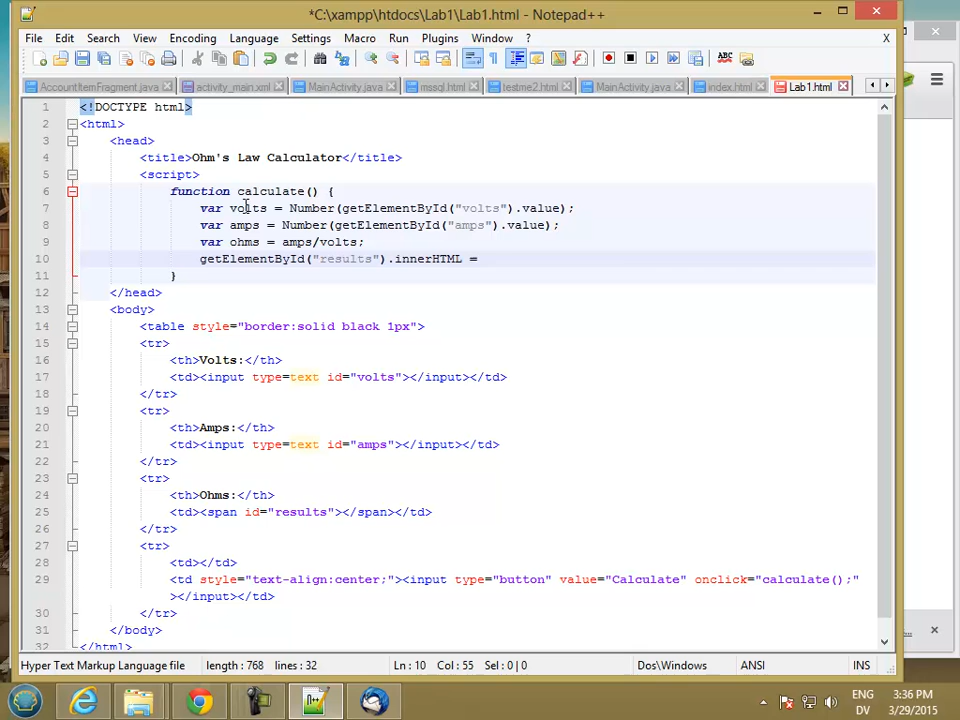 *C:\xampp\htdocs\Lab1\Lab1.html - Notepad++
File Edit Search View Encoding Language Settings Macro Run Plugins Window ? X
AccountItemFragment.java activity_main.xml MainActivity.java mssql.html testme2.html MainActivity.java index.html Lab1.html
1 <!DOCTYPE html>
2 <html>
3 <head>
4 <title>Ohm's Law Calculator</title>
5 <script>
6 function calculate() {
7 var volts = Number(getElementById("volts").value);
8 var amps = Number(getElementById("amps").value);
9 var ohms = amps/volts;
10 getElementById("results").innerHTML =
11 }
12 </head>
13 <body>
14 <table style="border:solid black 1px">
15 <tr>
16 <th>Volts:</th>
17 <td><input type=text id="volts"></input></td>
18 </tr>
19 <tr>
20 <th>Amps:</th>
21 <td><input type=text id="amps"></input></td>
22 </tr>
23 <tr>
24 <th>Ohms:</th>
25 <td><span id="results"></span></td>
26 </tr>
27 <tr>
28 <td></td>
29 <td style="text-align:center;"><input type="button" value="Calculate" onclick="calculate();"
></input></td>
30 </tr>
31 </body>
32 </html>
Hyper Text Markup Language file length : 768 lines : 32 Ln : 10 Col : 55 Sel : 0 | 0 Dos\Windows ANSI INS
ENG 3:36 PM
DV 3/29/2015